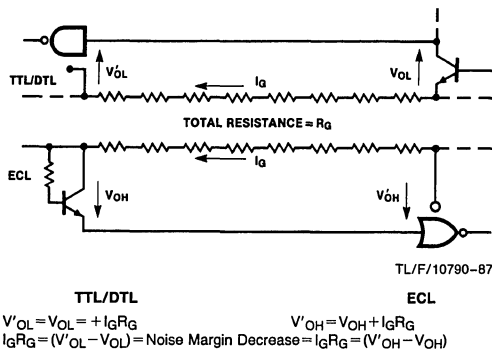 V'OL
IG
VOL
TTL/DTL
TOTAL RESISTANCE = RG
IG
ECL
VOH
V'OH
TL/F/10790–87
TTL/DTL
ECL
V'OL = VOL = +IGRG
V'OH = VOH + IGRG
IGRG = (V'OL – VOL) = Noise Margin Decrease = IGRG = (V'OH – VOH)